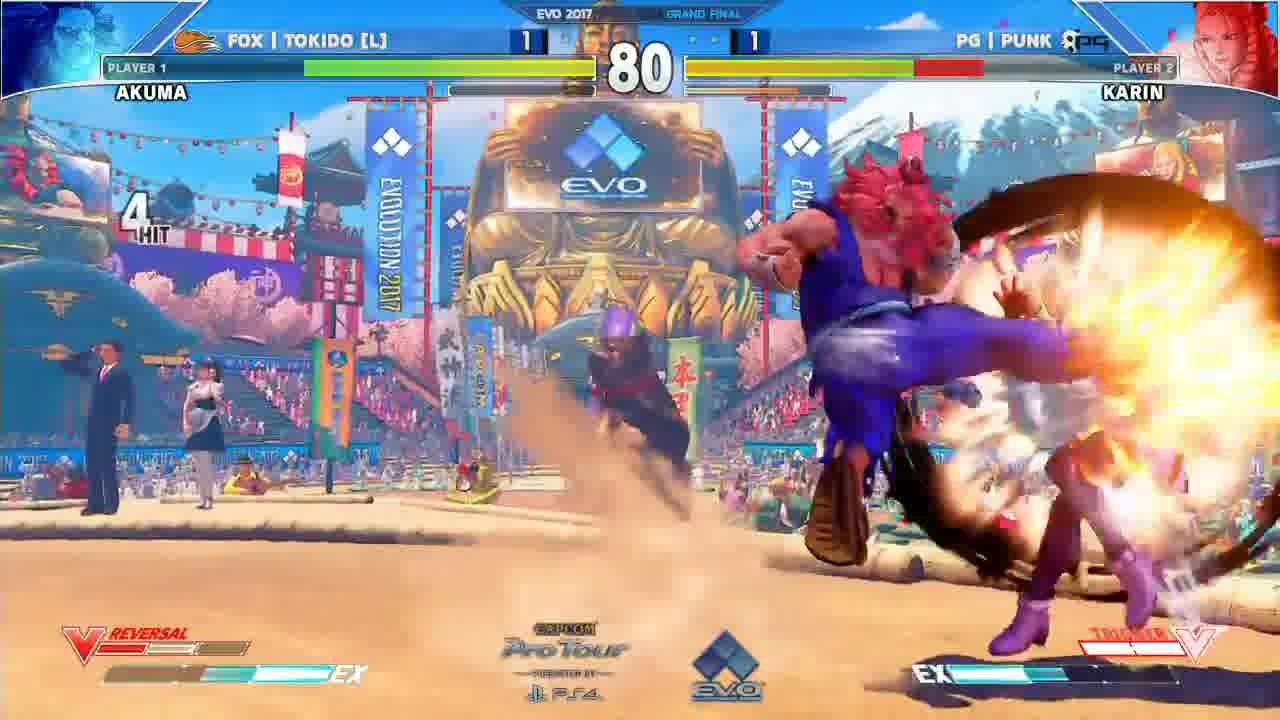 EVO 2017
GRAND FINAL
FOX | TOKIDO [L]
1
80
1
PG | PUNK
PLAYER 1
PLAYER 2
AKUMA
KARIN
EVO
EVOLUTION 2017
4 HIT
本
REVERSAL
EX
CAPCOM
Pro Tour
PS4
EVO
TRIGGER
EX